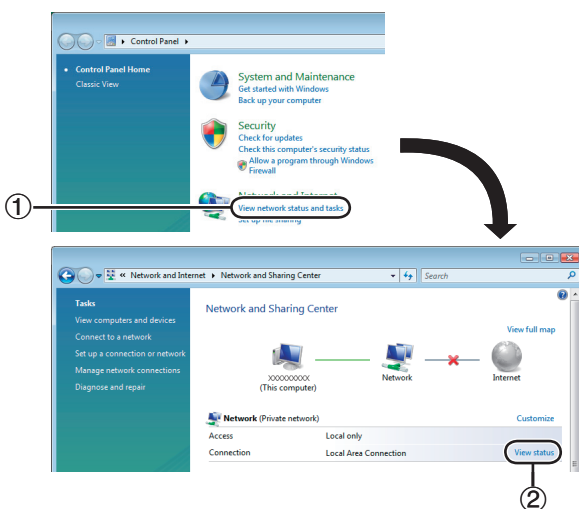 Control Panel
Control Panel Home
Classic View
System and Maintenance
Get started with Windows
Back up your computer
Security
Check for updates
Check this computer's security status
Allow a program through Windows
Firewall
Network and Internet
① View network status and tasks
Set up file sharing
« Network and Internet Network and Sharing Center Search
Tasks
View computers and devices
Connect to a network
Set up a connection or network
Manage network connections
Diagnose and repair
Network and Sharing Center
View full map
XXXXXXXXX
(This computer)
Network
Internet
Network (Private network) Customize
Access Local only
Connection Local Area Connection View status
②